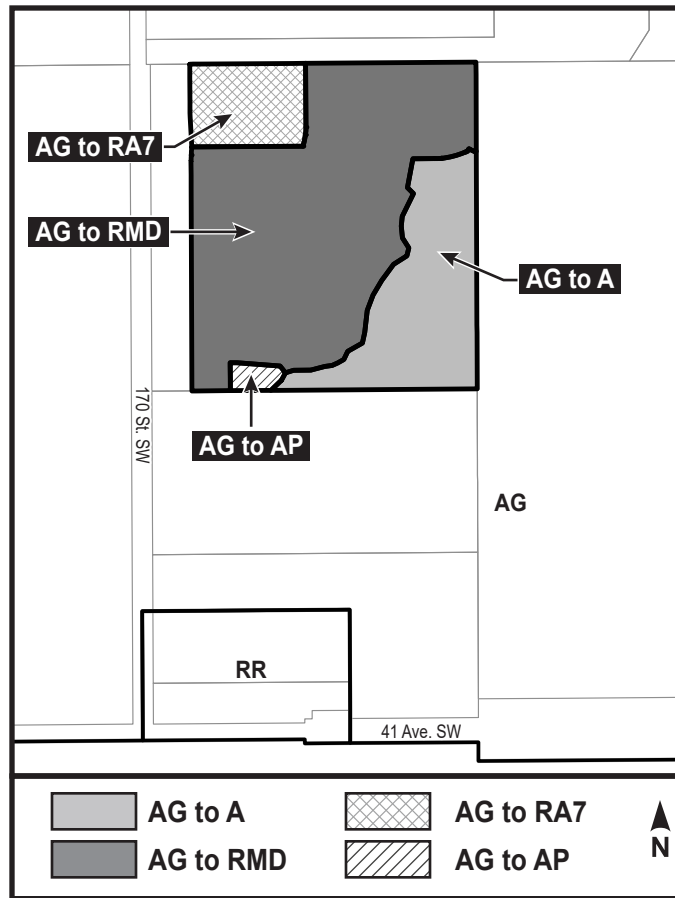 AG to RA7
AG to RMD
AG to A
170 St. SW
AG to AP
AG
RR
41 Ave. SW
AG to A
AG to RA7
AG to RMD
AG to AP
N